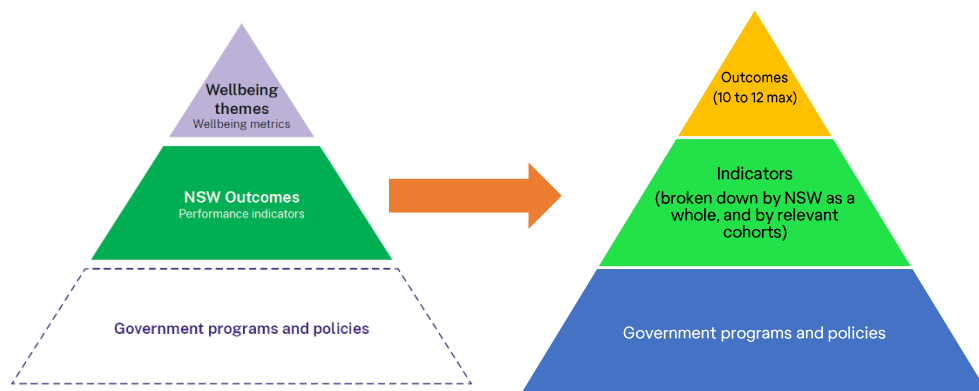 Wellbeing
themes
Wellbeing metrics
NSW Outcomes
Performance indicators
Government programs and policies
Outcomes
(10 to 12 max)
Indicators
(broken down by NSW as a
whole, and by relevant
cohorts)
Government programs and policies